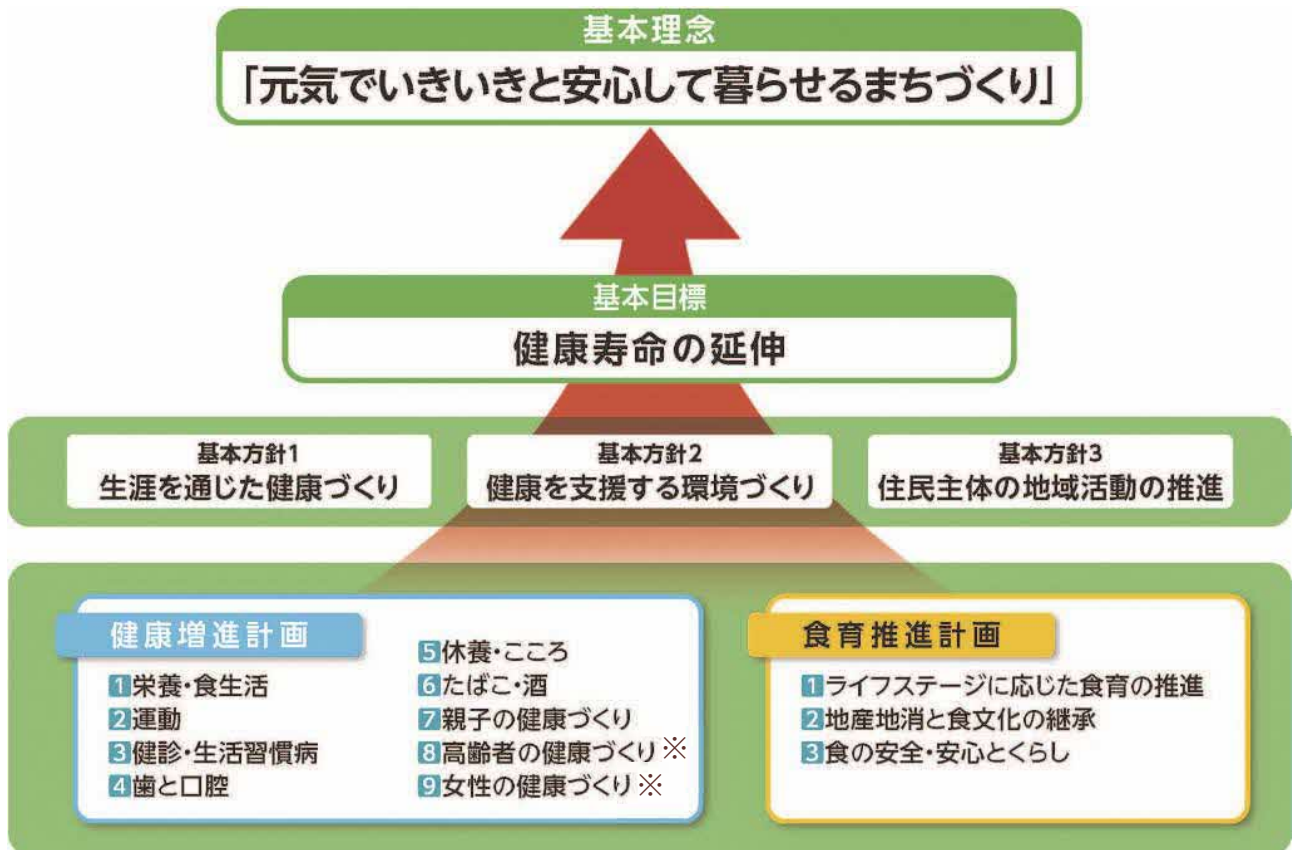 基本理念
「元気でいきいきと安心して暮らせるまちづくり」
基本目標
健康寿命の延伸
基本方針1
生涯を通じた健康づくり
基本方針2
健康を支援する環境づくり
基本方針3
住民主体の地域活動の推進
健康増進計画
1栄養・食生活
2運動
3健診・生活習慣病
4歯と口腔
5休養・こころ
6たばこ・酒
7親子の健康づくり
8高齢者の健康づくり※
9女性の健康づくり※
食育推進計画
1ライフステージに応じた食育の推進
2地産地消と食文化の継承
3食の安全・安心とくらし